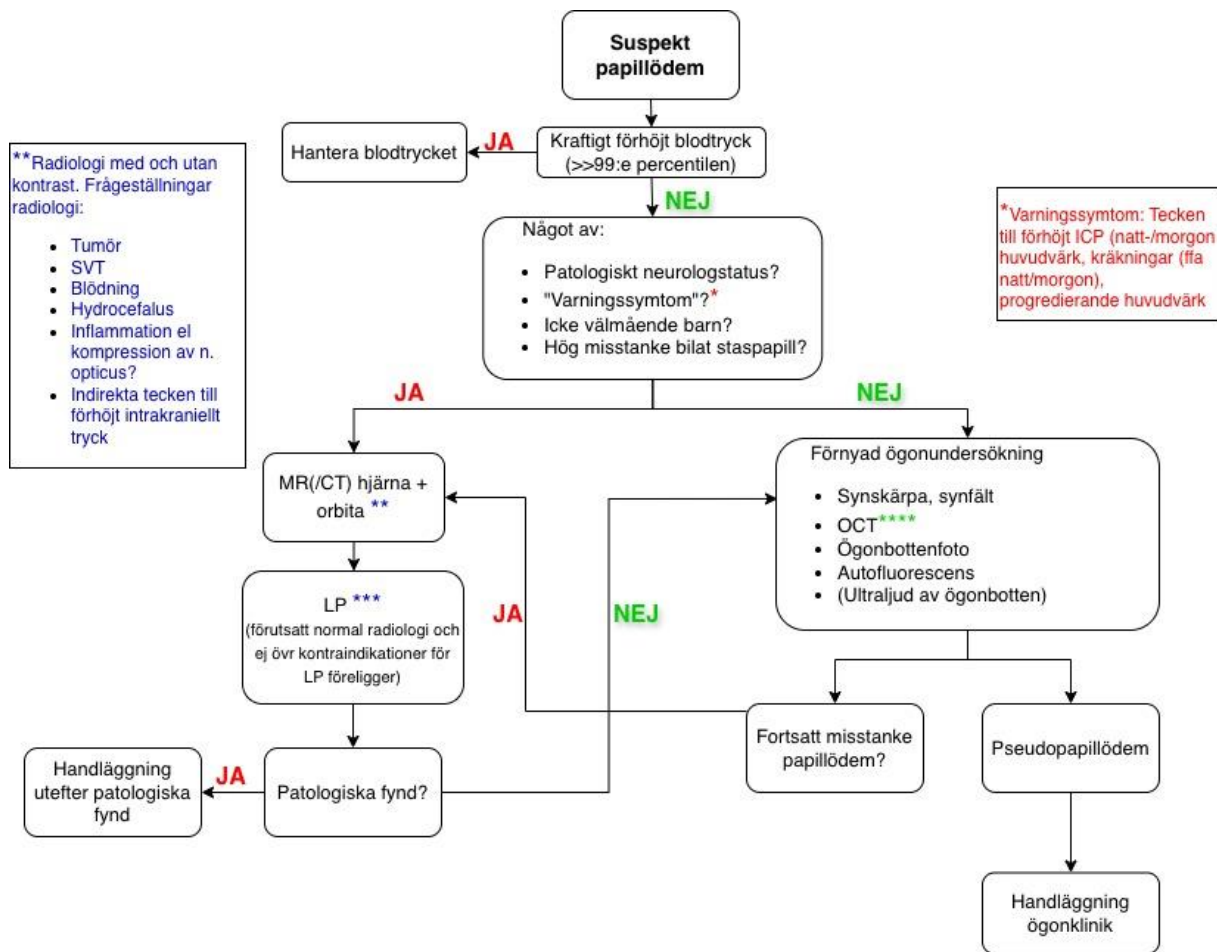 Suspekt
papillödem
Kraftigt förhöjt blodtryck
(>>99:e percentilen)
JA
Hantera blodtrycket
NEJ
**Radiologi med och utan
kontrast. Frågeställningar
radiologi:
• Tumör
• SVT
• Blödning
• Hydrocefalus
• Inflammation el
kompression av n.
opticus?
• Indirekta tecken till
förhöjt intrakraniellt
tryck
Något av:
• Patologiskt neurologstatus?
• "Varningssymtom"?*
• Icke välmående barn?
• Hög misstanke bilat staspapill?
*Varningssymtom: Tecken
till förhöjt ICP (natt-/morgon
huvudvärk, kräkningar (ffa
natt/morgon),
progredierande huvudvärk
JA
NEJ
MR(/CT) hjärna +
orbita **
Förnyad ögonundersökning
• Synskärpa, synfält
• OCT****
• Ögonbottenfoto
• Autofluorescens
• (Ultraljud av ögonbotten)
LP ***
(förutsatt normal radiologi och
ej övr kontraindikationer för
LP föreligger)
JA
NEJ
Fortsatt misstanke
papillödem?
Pseudopapillödem
Patologiska fynd?
JA
Handläggning
utefter patologiska
fynd
Handläggning
ögonklinik